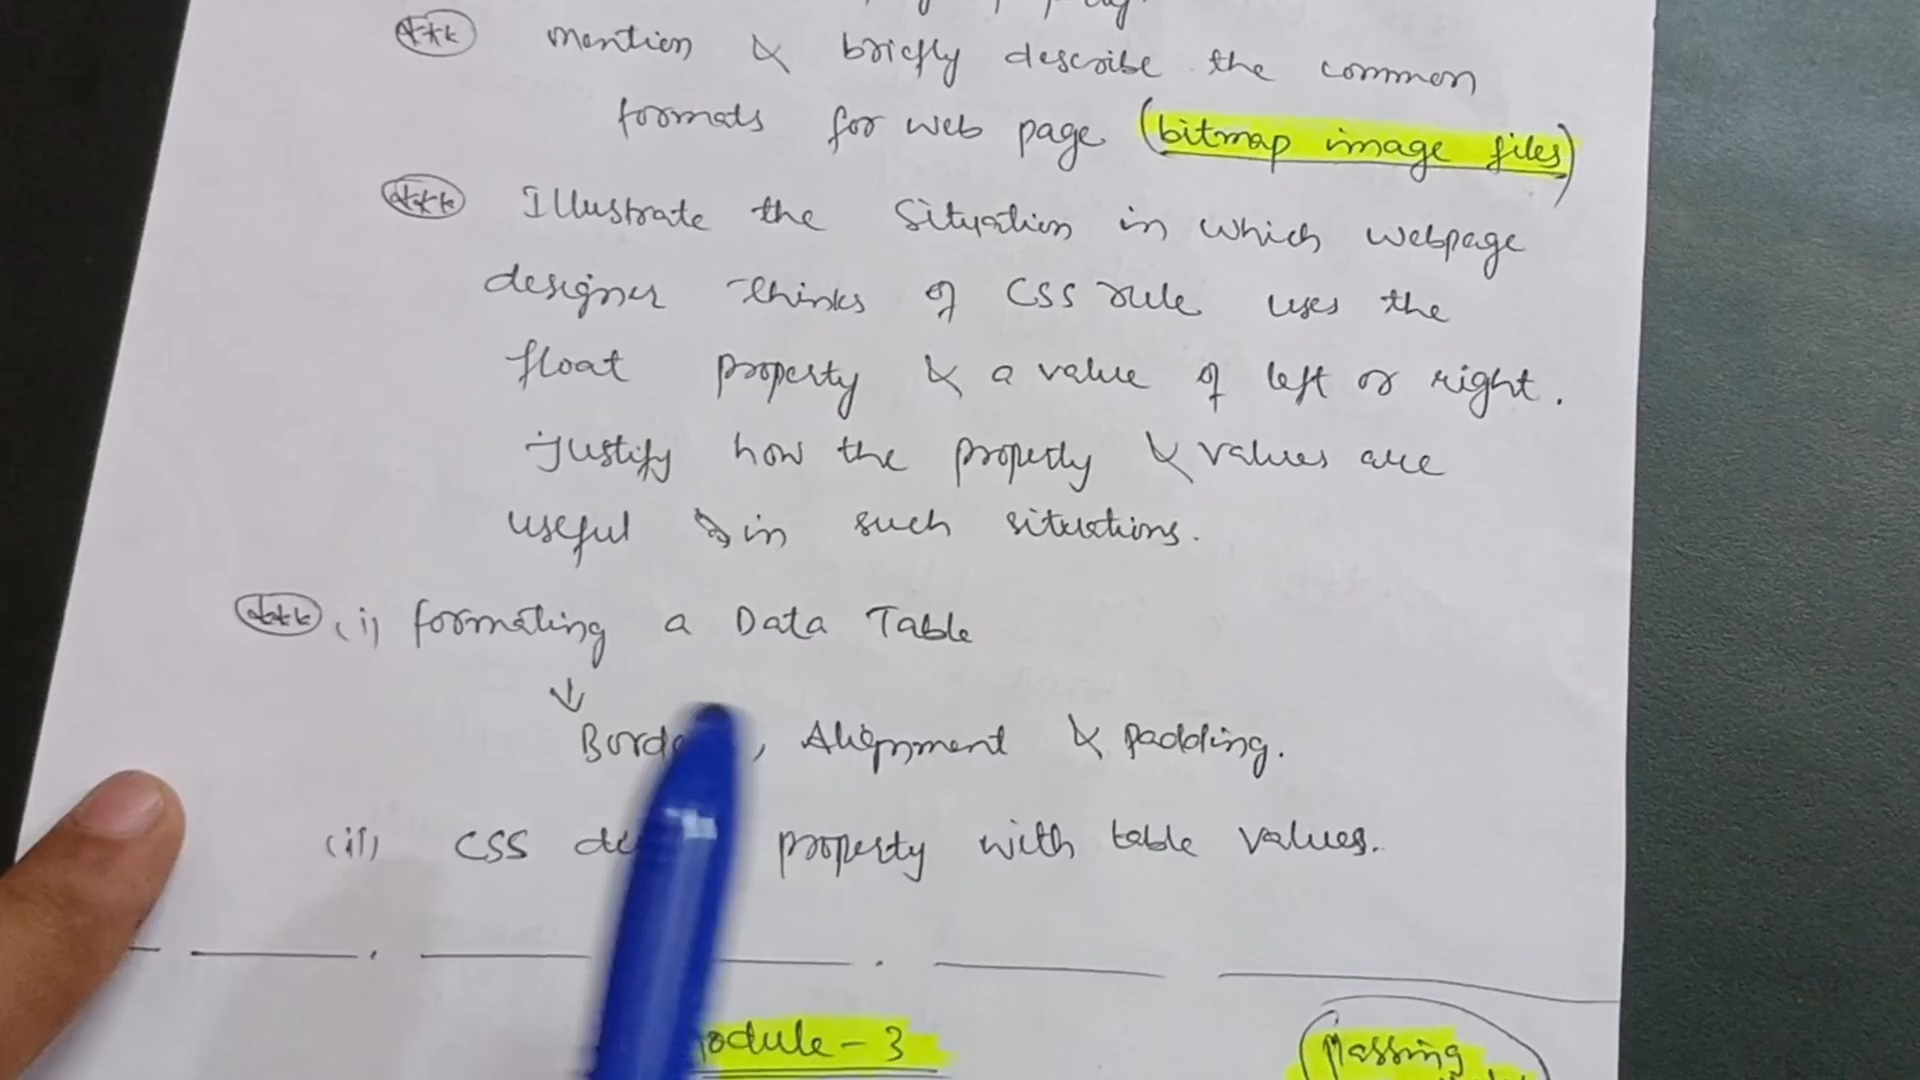 *** mention & briefly describe the common
formats for web page (bitmap image files)
*** Illustrate the situation in which webpage
designer thinks of CSS rule uses the
float property & a value of left or right.
Justify how the property & values are
useful in such situations.
*** (i) formating a Data Table
↓
, Alignment & padding.
(ii) CSS property with table values.
module - 3
passing